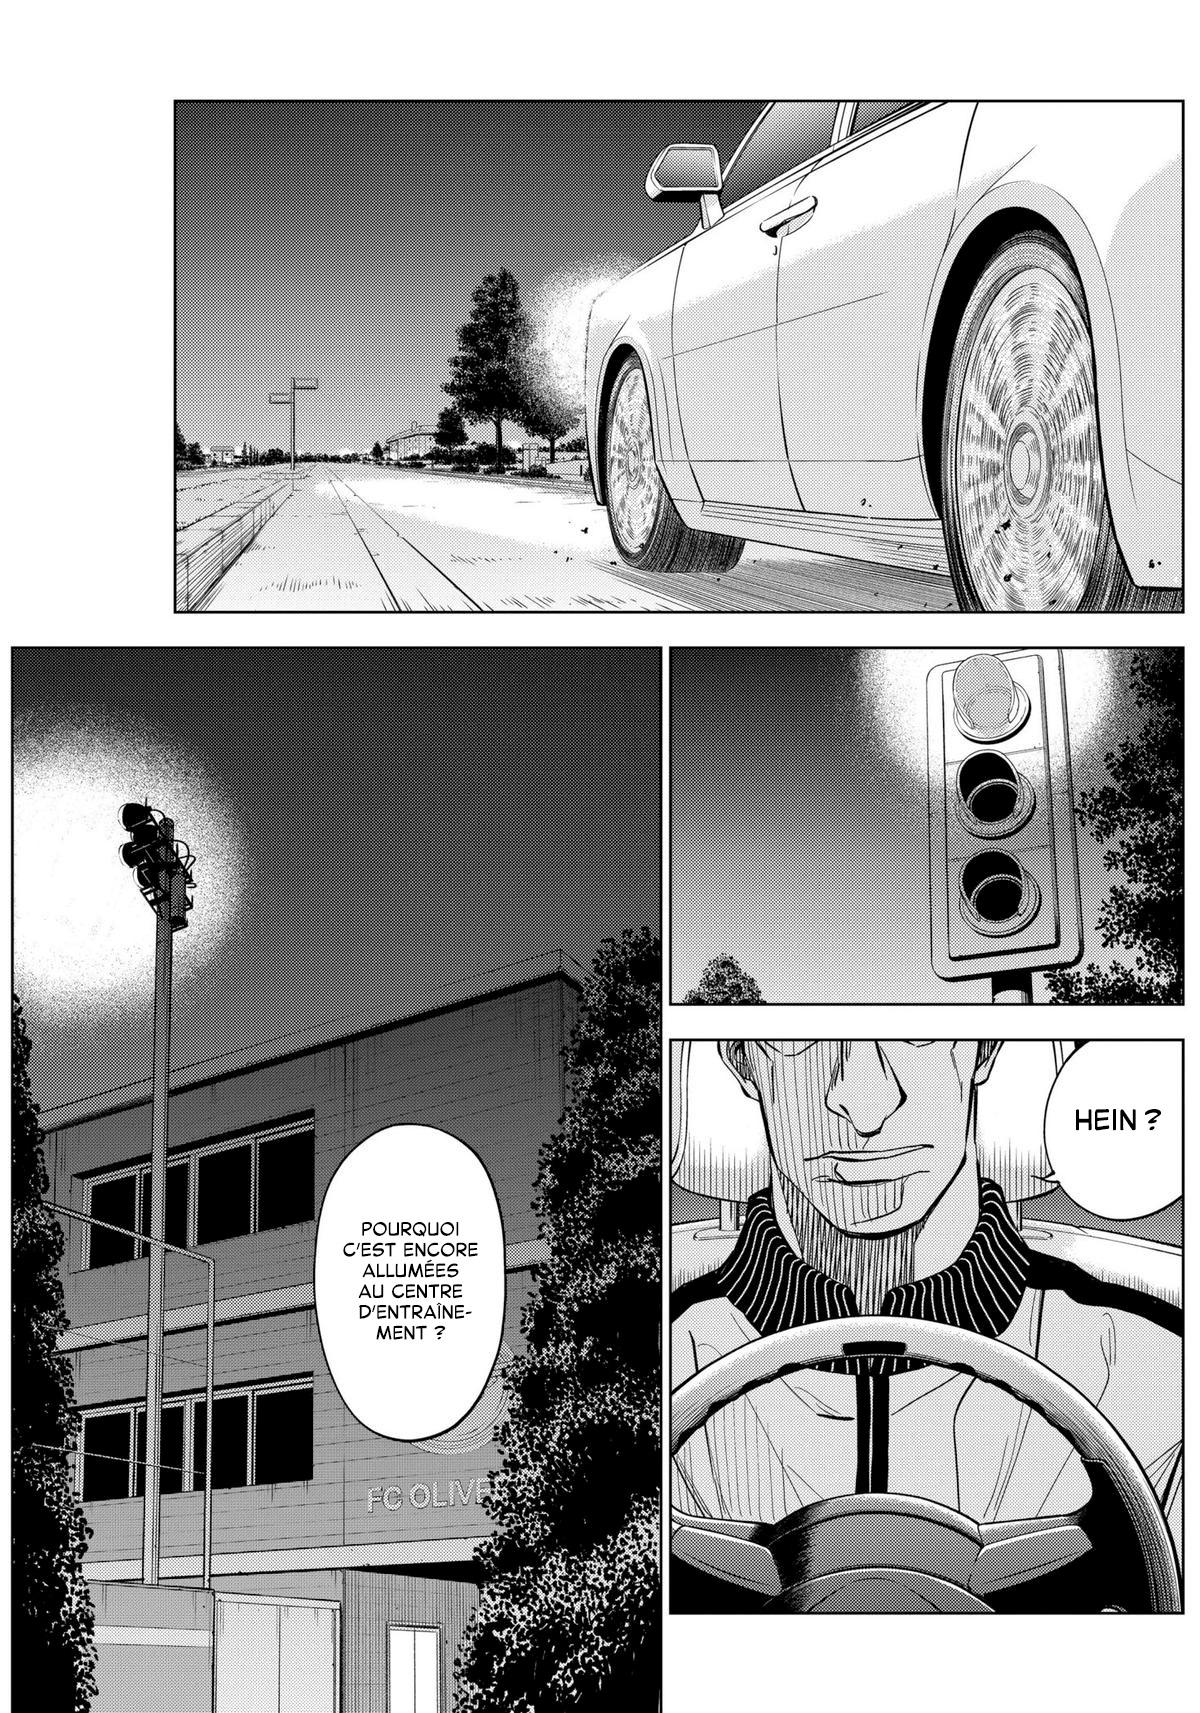 HEIN ?
POURQUOI
C'EST ENCORE
ALLUMÉES
AU CENTRE
D'ENTRAÎNE-
MENT ?
FC OLIVE